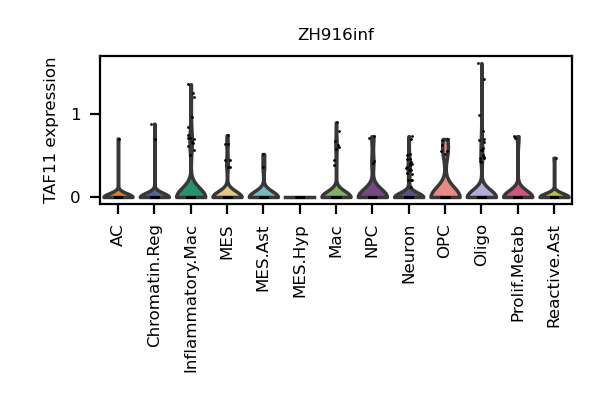 ZH916inf
TAF11 expression
1
0
AC
Chromatin.Reg
Inflammatory.Mac
MES
MES.Ast
MES.Hyp
Mac
NPC
Neuron
OPC
Oligo
Prolif.Metab
Reactive.Ast